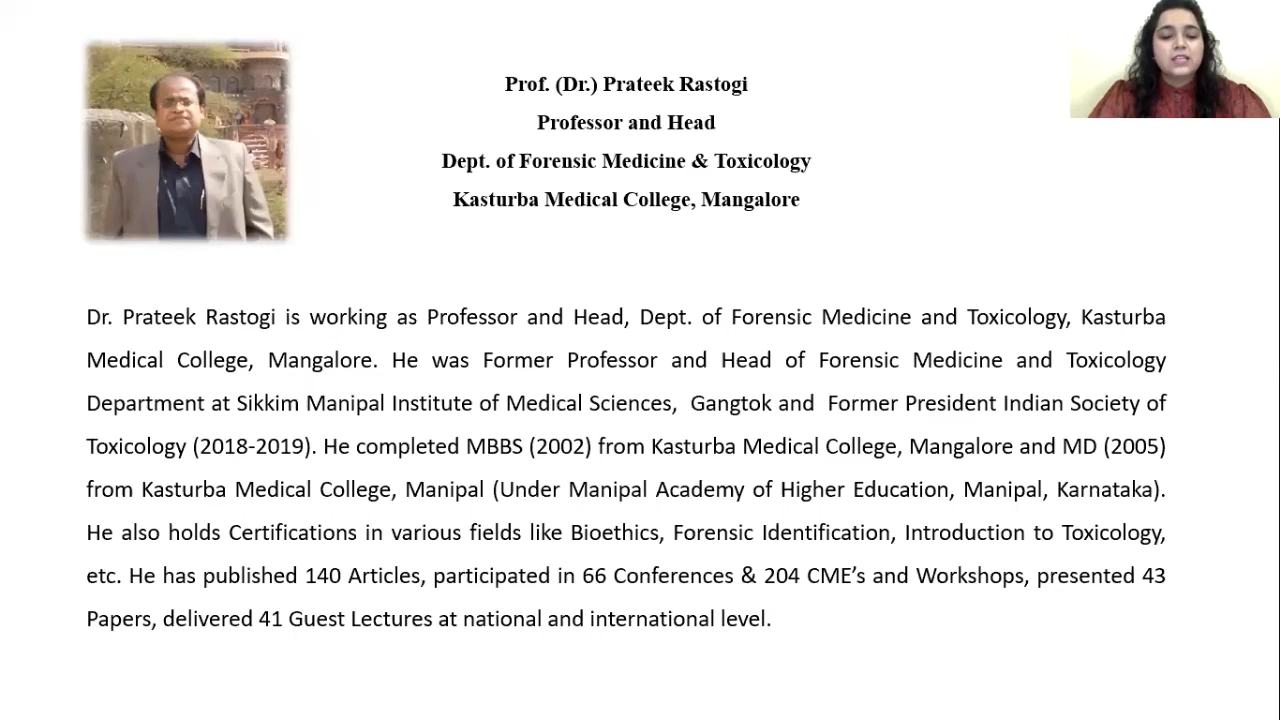 Prof. (Dr.) Prateek Rastogi
Professor and Head
Dept. of Forensic Medicine & Toxicology
Kasturba Medical College, Mangalore
Dr. Prateek Rastogi is working as Professor and Head, Dept. of Forensic Medicine and Toxicology, Kasturba
Medical College, Mangalore. He was Former Professor and Head of Forensic Medicine and Toxicology
Department at Sikkim Manipal Institute of Medical Sciences,  Gangtok and  Former President Indian Society of
Toxicology (2018-2019). He completed MBBS (2002) from Kasturba Medical College, Mangalore and MD (2005)
from Kasturba Medical College, Manipal (Under Manipal Academy of Higher Education, Manipal, Karnataka).
He also holds Certifications in various fields like Bioethics, Forensic Identification, Introduction to Toxicology,
etc. He has published 140 Articles, participated in 66 Conferences & 204 CME’s and Workshops, presented 43
Papers, delivered 41 Guest Lectures at national and international level.